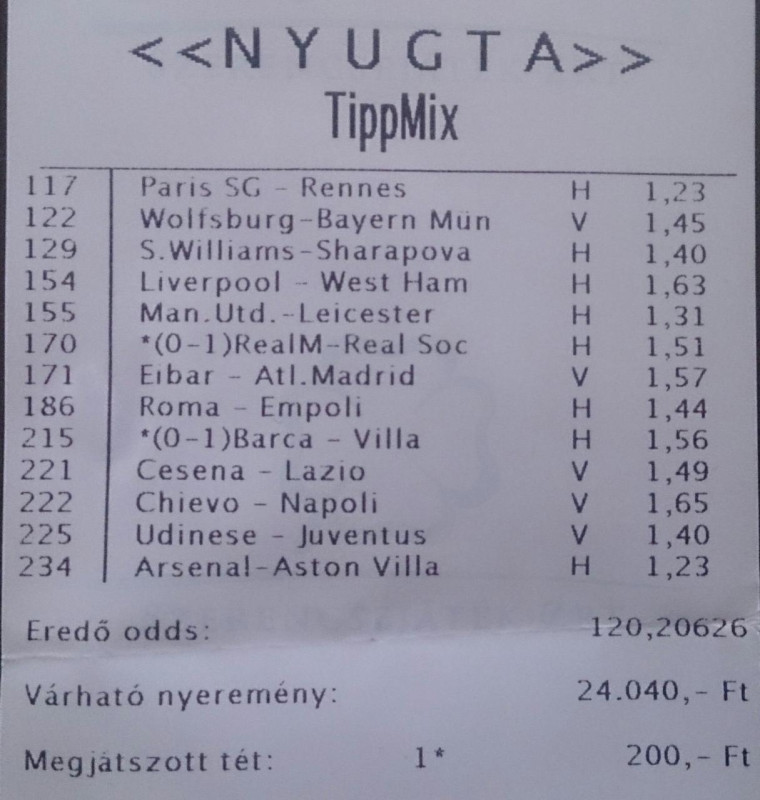 <<NYUGTA>>
TippMix
117 Paris SG - Rennes H 1,23
122 Wolfsburg-Bayern Mün V 1,45
129 S.Williams-Sharapova H 1,40
154 Liverpool - West Ham H 1,63
155 Man.Utd.-Leicester H 1,31
170 *(0-1)RealM-Real Soc H 1,51
171 Eibar - Atl.Madrid V 1,57
186 Roma - Empoli H 1,44
215 *(0-1)Barca - Villa H 1,56
221 Cesena - Lazio V 1,49
222 Chievo - Napoli V 1,65
225 Udinese - Juventus V 1,40
234 Arsenal-Aston Villa H 1,23
Eredő odds: 120,20626
Várható nyeremény: 24.040,- Ft
Megjátszott tét: 1* 200,- Ft